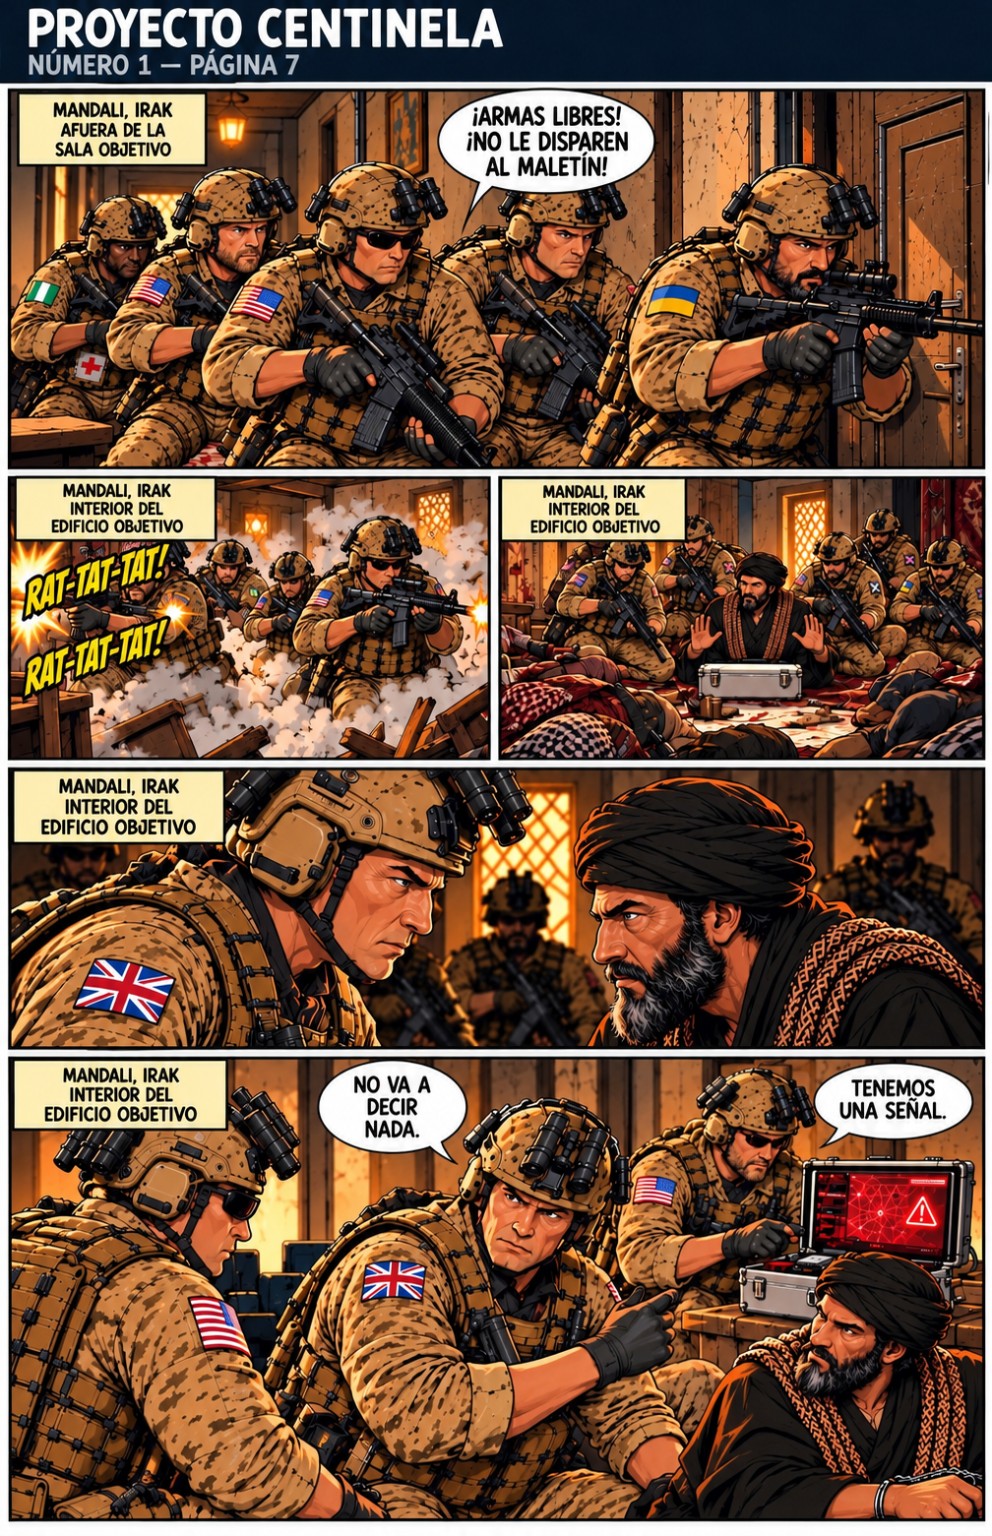 PROYECTO CENTINELA
NÚMERO 1 — PÁGINA 7
MANDALI, IRAK
AFUERA DE LA
SALA OBJETIVO
¡ARMAS LIBRES!
¡NO LE DISPAREN
AL MALETÍN!
MANDALI, IRAK
INTERIOR DEL
EDIFICIO OBJETIVO
RAT-TAT-TAT!
RAT-TAT-TAT!
MANDALI, IRAK
INTERIOR DEL
EDIFICIO OBJETIVO
MANDALI, IRAK
INTERIOR DEL
EDIFICIO OBJETIVO
MANDALI, IRAK
INTERIOR DEL
EDIFICIO OBJETIVO
NO VA A
DECIR
NADA.
TENEMOS
UNA SEÑAL.